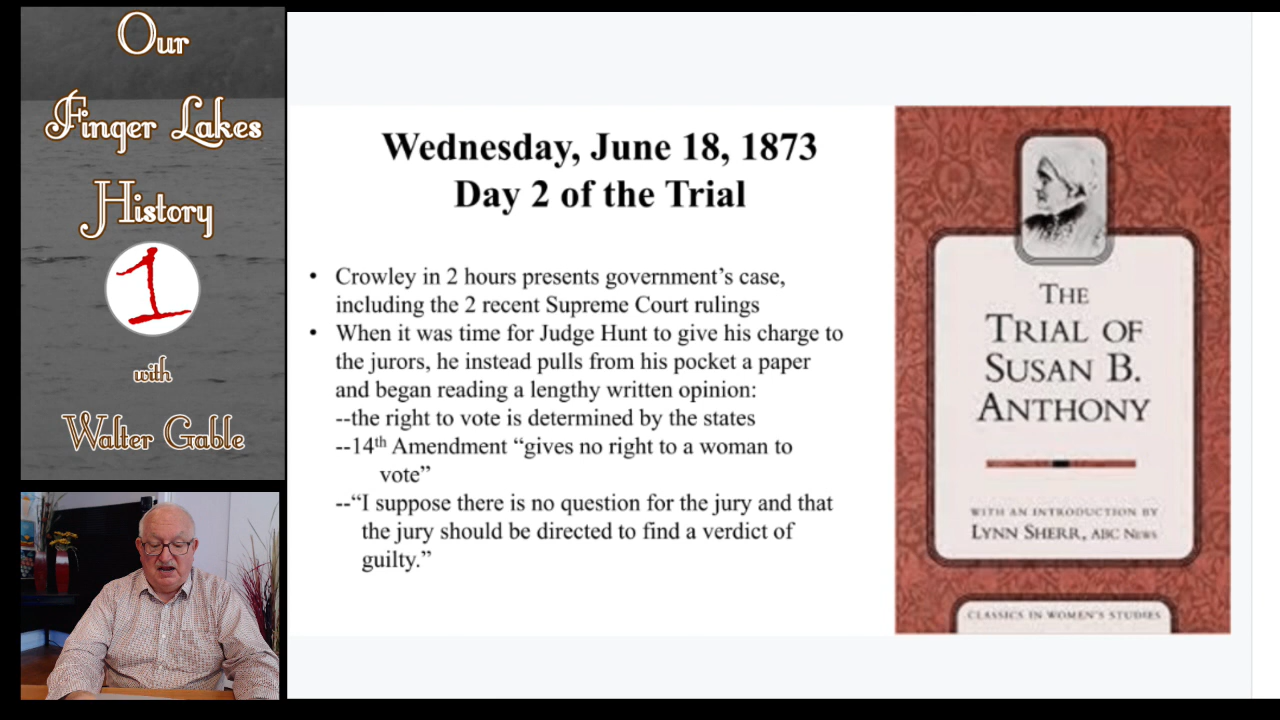 Our
Finger Lakes
History
1
with
Walter Gable
Wednesday, June 18, 1873
Day 2 of the Trial
• Crowley in 2 hours presents government’s case,
including the 2 recent Supreme Court rulings
• When it was time for Judge Hunt to give his charge to
the jurors, he instead pulls from his pocket a paper
and began reading a lengthy written opinion:
--the right to vote is determined by the states
--14th Amendment “gives no right to a woman to
vote”
--“I suppose there is no question for the jury and that
the jury should be directed to find a verdict of
guilty.”
THE
TRIAL OF
SUSAN B.
ANTHONY
WITH AN INTRODUCTION BY
LYNN SHERR, ABC NEWS
CLASSICS IN WOMEN'S STUDIES